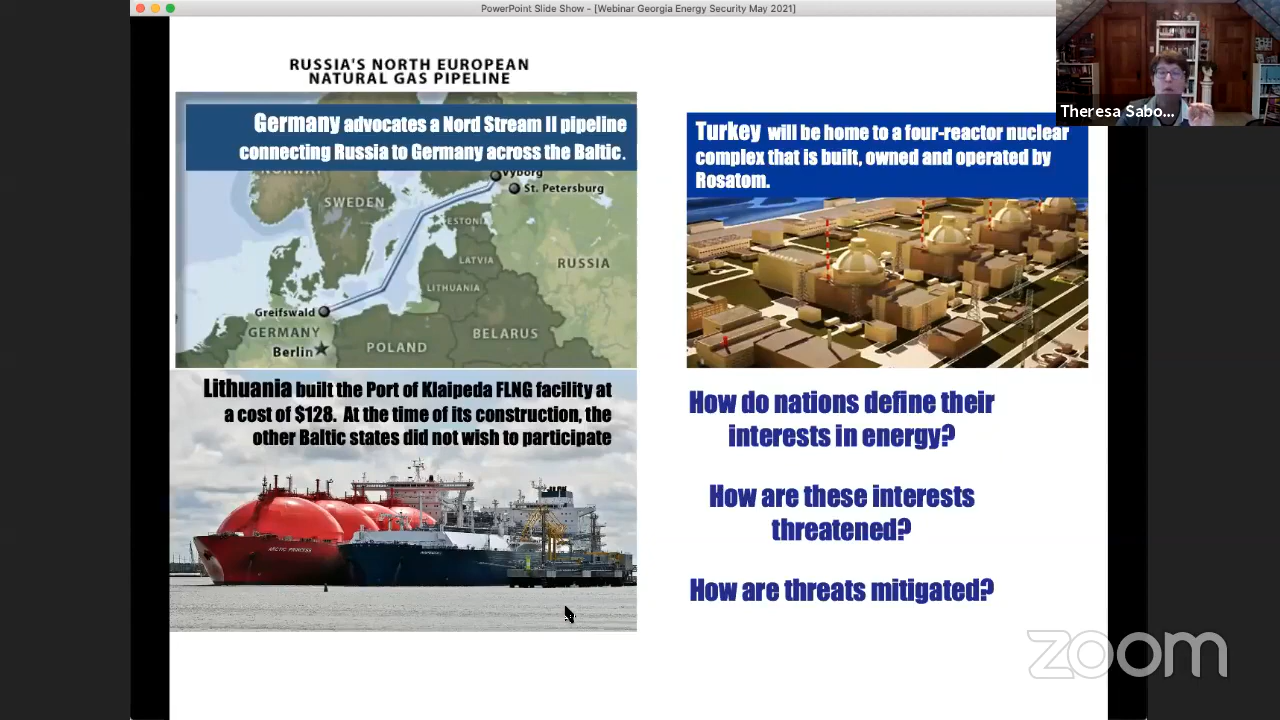 PowerPoint Slide Show - [Webinar Georgia Energy Security May 2021]
Theresa Sabo...
RUSSIA'S NORTH EUROPEAN
NATURAL GAS PIPELINE
Germany advocates a Nord Stream II pipeline
connecting Russia to Germany across the Baltic.
NORWAY
Vyborg
St. Petersburg
SWEDEN
ESTONIA
LATVIA
RUSSIA
LITHUANIA
Greifswald
GERMANY
BELARUS
POLAND
Berlin
Lithuania built the Port of Klaipeda FLNG facility at
a cost of $128. At the time of its construction, the
other Baltic states did not wish to participate
ARCTIC PRINCESS
Turkey will be home to a four-reactor nuclear
complex that is built, owned and operated by
Rosatom.
How do nations define their
interests in energy?
How are these interests
threatened?
How are threats mitigated?
zoom